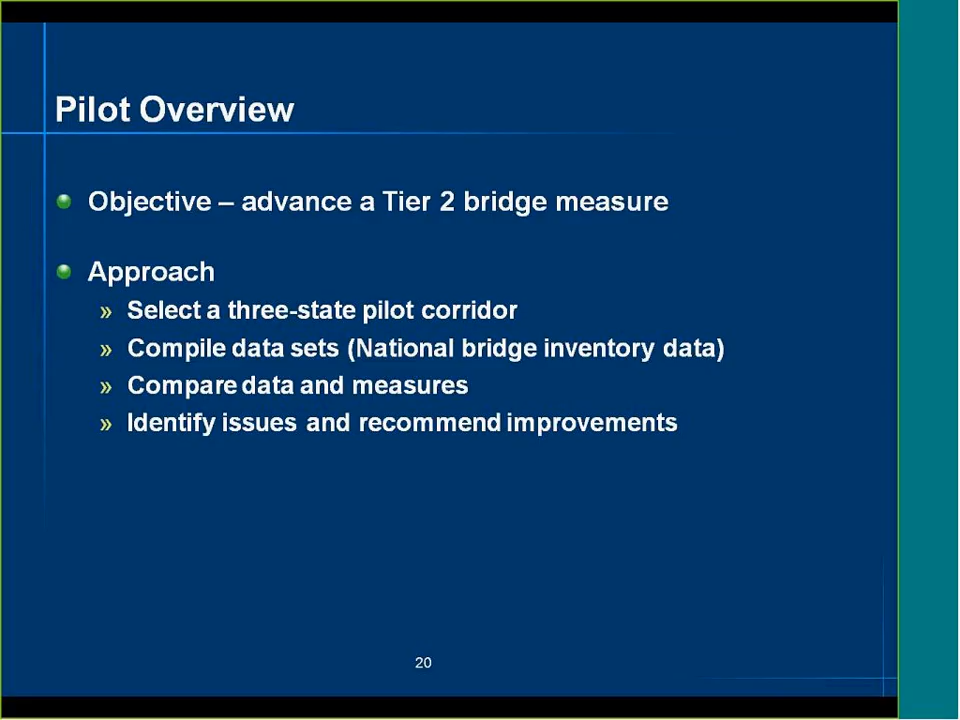 Pilot Overview
Objective – advance a Tier 2 bridge measure
Approach
» Select a three-state pilot corridor
» Compile data sets (National bridge inventory data)
» Compare data and measures
» Identify issues and recommend improvements
20